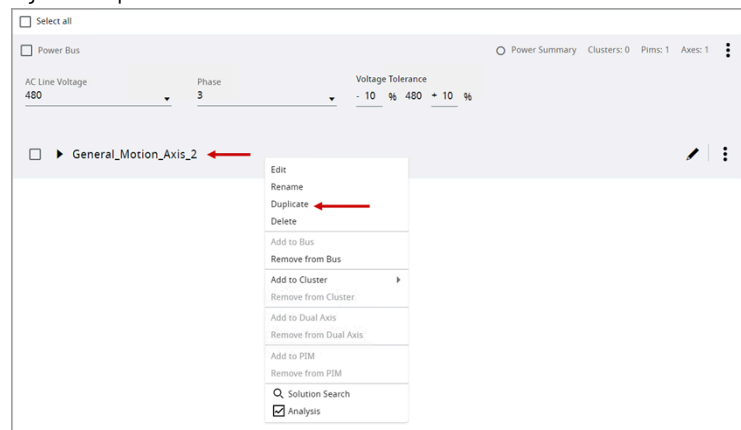 Select all
Power Bus
Power Summary Clusters: 0 Pims: 1 Axes: 1
AC Line Voltage
480
Phase
3
Voltage Tolerance
- 10 % 480 + 10 %
General_Motion_Axis_2
Edit
Rename
Duplicate
Delete
Add to Bus
Remove from Bus
Add to Cluster
Remove from Cluster
Add to Dual Axis
Remove from Dual Axis
Add to PIM
Remove from PIM
Solution Search
Analysis